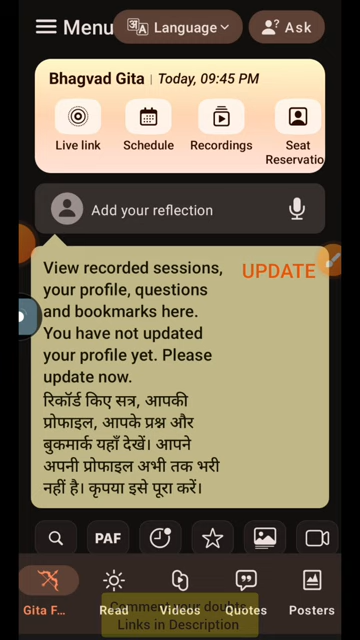 Menu
Language
Ask
Bhagvad Gita | Today, 09:45 PM
Live link
Schedule
Recordings
Seat
Reservatio
Add your reflection
View recorded sessions,
your profile, questions
and bookmarks here.
You have not updated
your profile yet. Please
update now.
UPDATE
रिकॉर्ड किए सत्र, आपकी
प्रोफाइल, आपके प्रश्न और
बुकमार्क यहाँ देखें। आपने
अपनी प्रोफाइल अभी तक भरी
नहीं है। कृपया इसे पूरा करें।
PAF
Gita F...
Read
Videos
Quotes
Posters
Comment your doubts
Links in Description